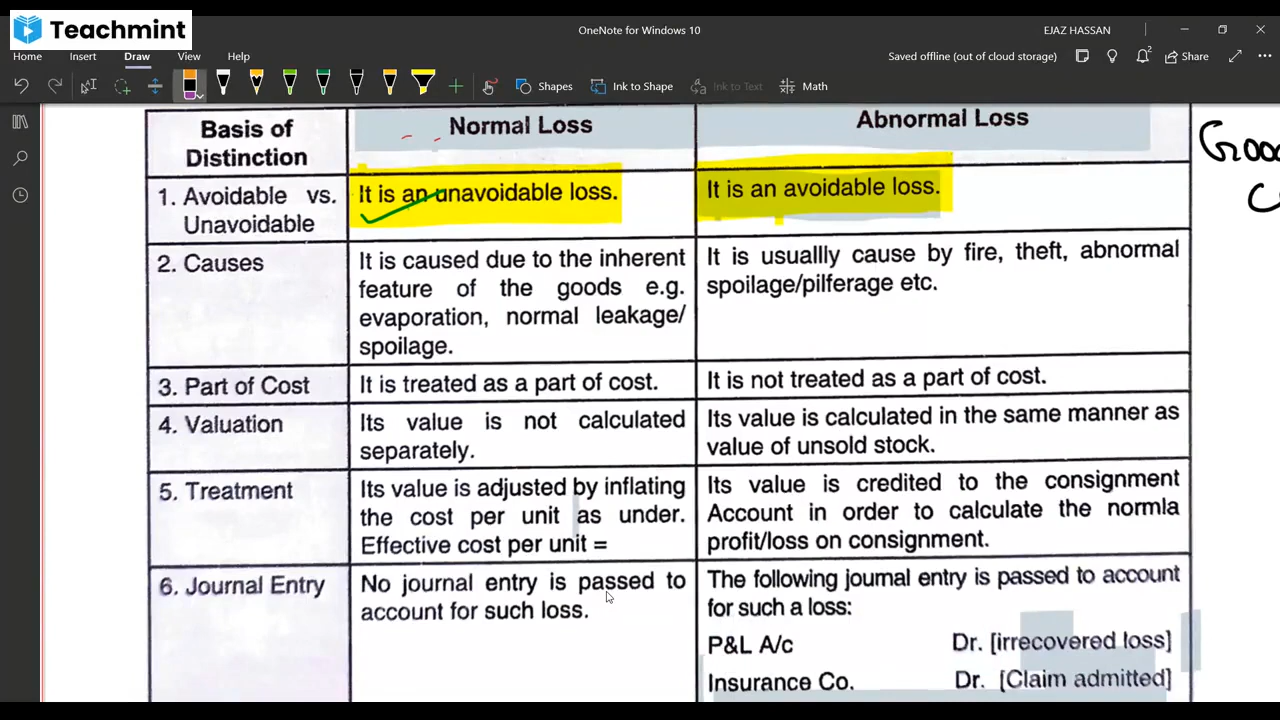 Teachmint
OneNote for Windows 10
EJAZ HASSAN
Home Insert Draw View Help
Saved offline (out of cloud storage)
Share
Shapes
Ink to Shape
Ink to Text
Math
Basis of
Distinction
Normal Loss
Abnormal Loss
1. Avoidable vs.
Unavoidable
It is an unavoidable loss.
It is an avoidable loss.
2. Causes
It is caused due to the inherent
feature of the goods e.g.
evaporation, normal leakage/
spoilage.
It is usuallly cause by fire, theft, abnormal
spoilage/pilferage etc.
3. Part of Cost
It is treated as a part of cost.
It is not treated as a part of cost.
4. Valuation
Its value is not calculated
separately.
Its value is calculated in the same manner as
value of unsold stock.
5. Treatment
Its value is adjusted by inflating
the cost per unit as under.
Effective cost per unit =
Its value is credited to the consignment
Account in order to calculate the normla
profit/loss on consignment.
6. Journal Entry
No journal entry is passed to
account for such loss.
The following journal entry is passed to account
for such a loss:
P&L A/c Dr. [irrecovered loss]
Insurance Co. Dr. [Claim admitted]